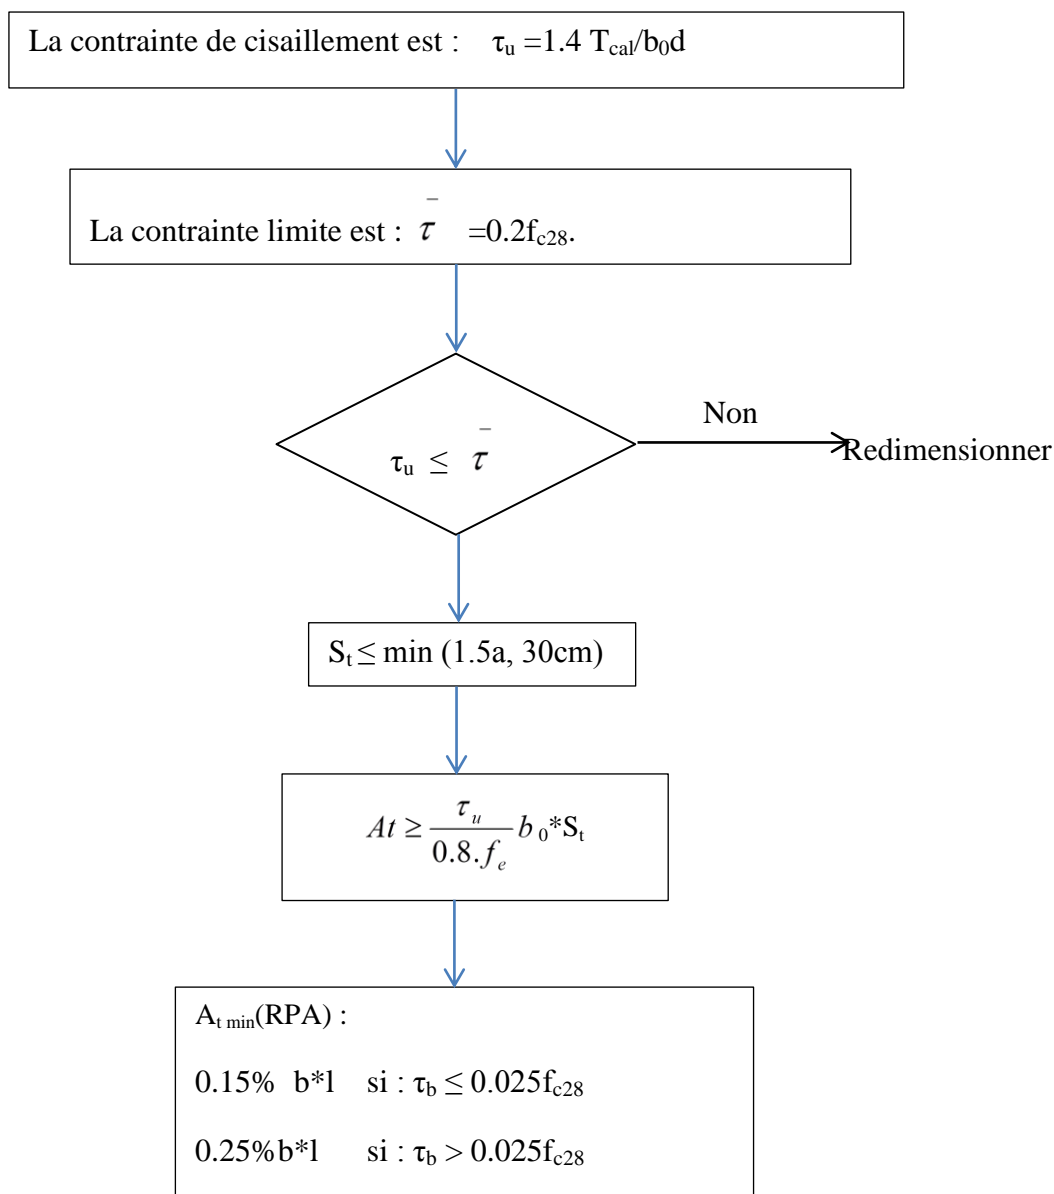 La contrainte de cisaillement est : τu =1.4 Tcal/b0d
La contrainte limite est : τ̄ =0.2fc28.
Non
τu ≤ τ̄
Redimensionner
St ≤ min (1.5a, 30cm)
At ≥ τu/0.8.fe b0*St
At min(RPA) :
0.15% b*l si : τb ≤ 0.025fc28
0.25%b*l si : τb > 0.025fc28